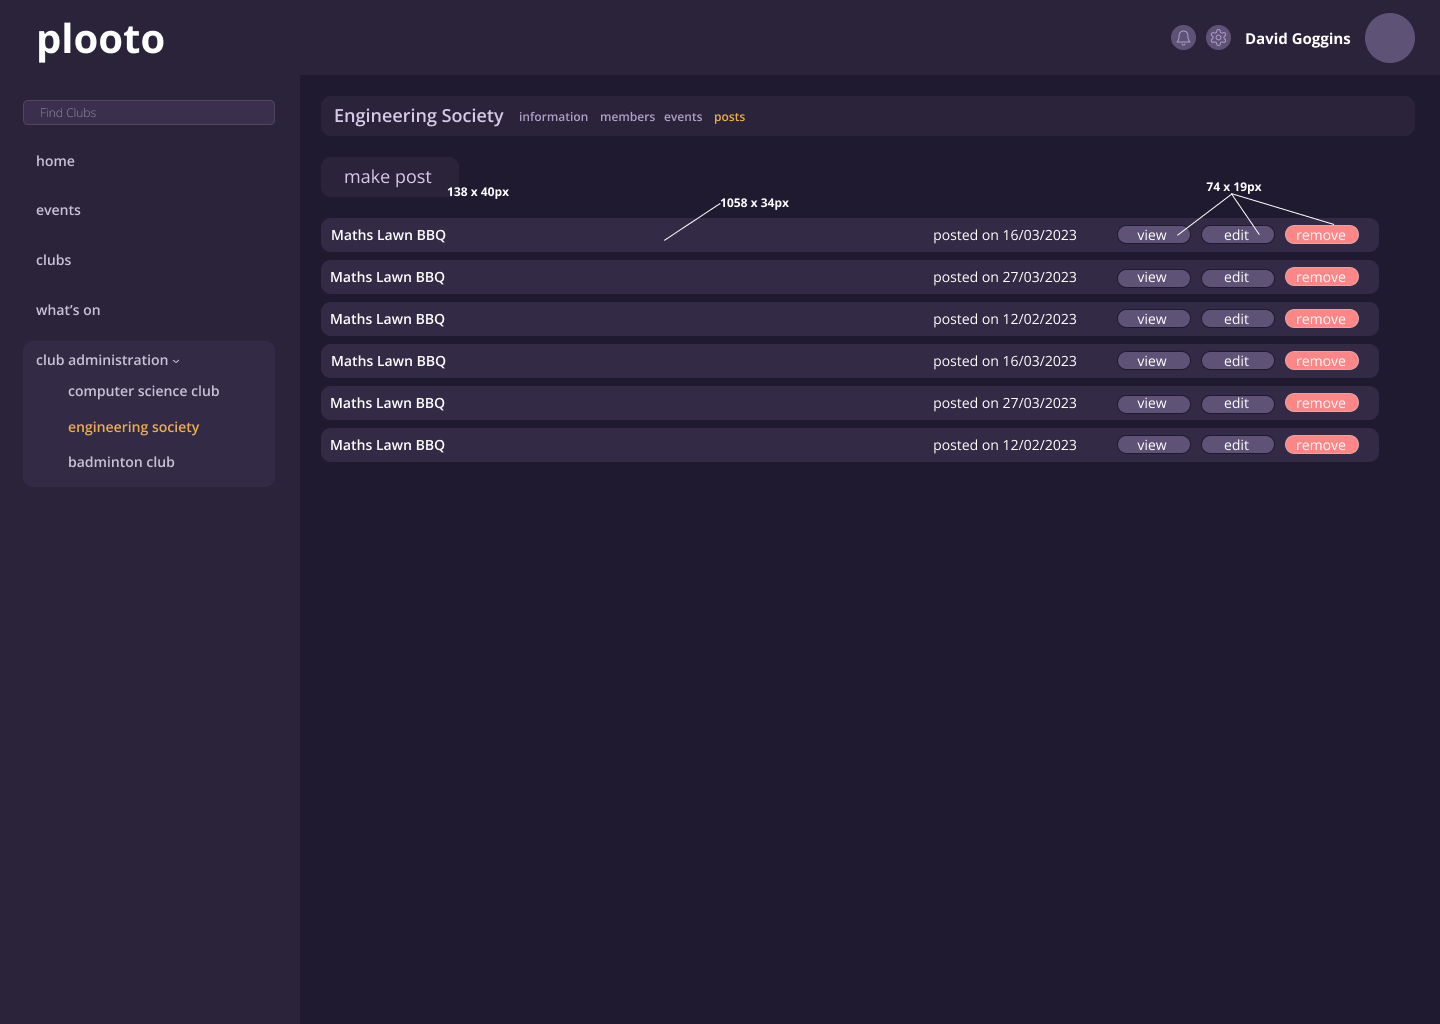 plooto
David Goggins
Find Clubs
home
events
clubs
what's on
club administration
computer science club
engineering society
badminton club
Engineering Society information members events posts
make post
138 x 40px
1058 x 34px
74 x 19px
Maths Lawn BBQ posted on 16/03/2023 view edit remove
Maths Lawn BBQ posted on 27/03/2023 view edit remove
Maths Lawn BBQ posted on 12/02/2023 view edit remove
Maths Lawn BBQ posted on 16/03/2023 view edit remove
Maths Lawn BBQ posted on 27/03/2023 view edit remove
Maths Lawn BBQ posted on 12/02/2023 view edit remove